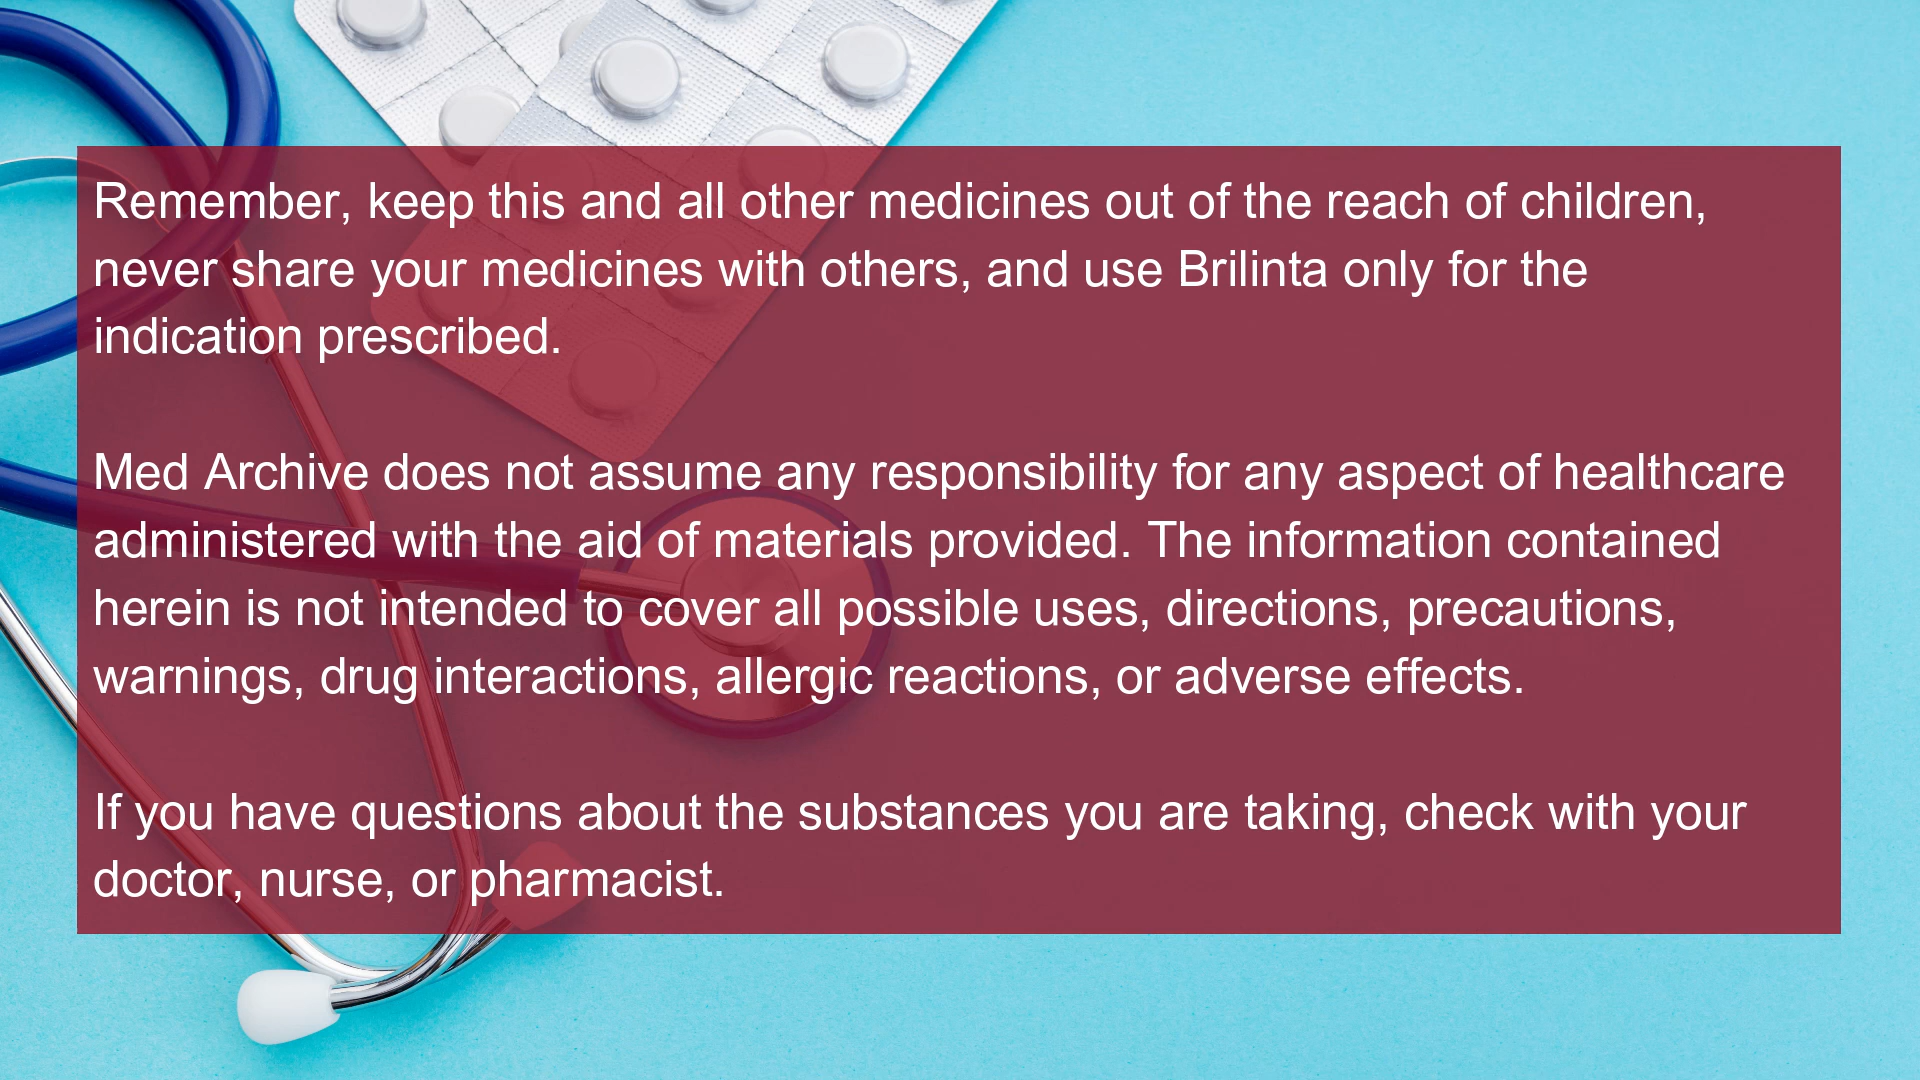 Remember, keep this and all other medicines out of the reach of children,
never share your medicines with others, and use Brilinta only for the
indication prescribed.
Med Archive does not assume any responsibility for any aspect of healthcare
administered with the aid of materials provided. The information contained
herein is not intended to cover all possible uses, directions, precautions,
warnings, drug interactions, allergic reactions, or adverse effects.
If you have questions about the substances you are taking, check with your
doctor, nurse, or pharmacist.